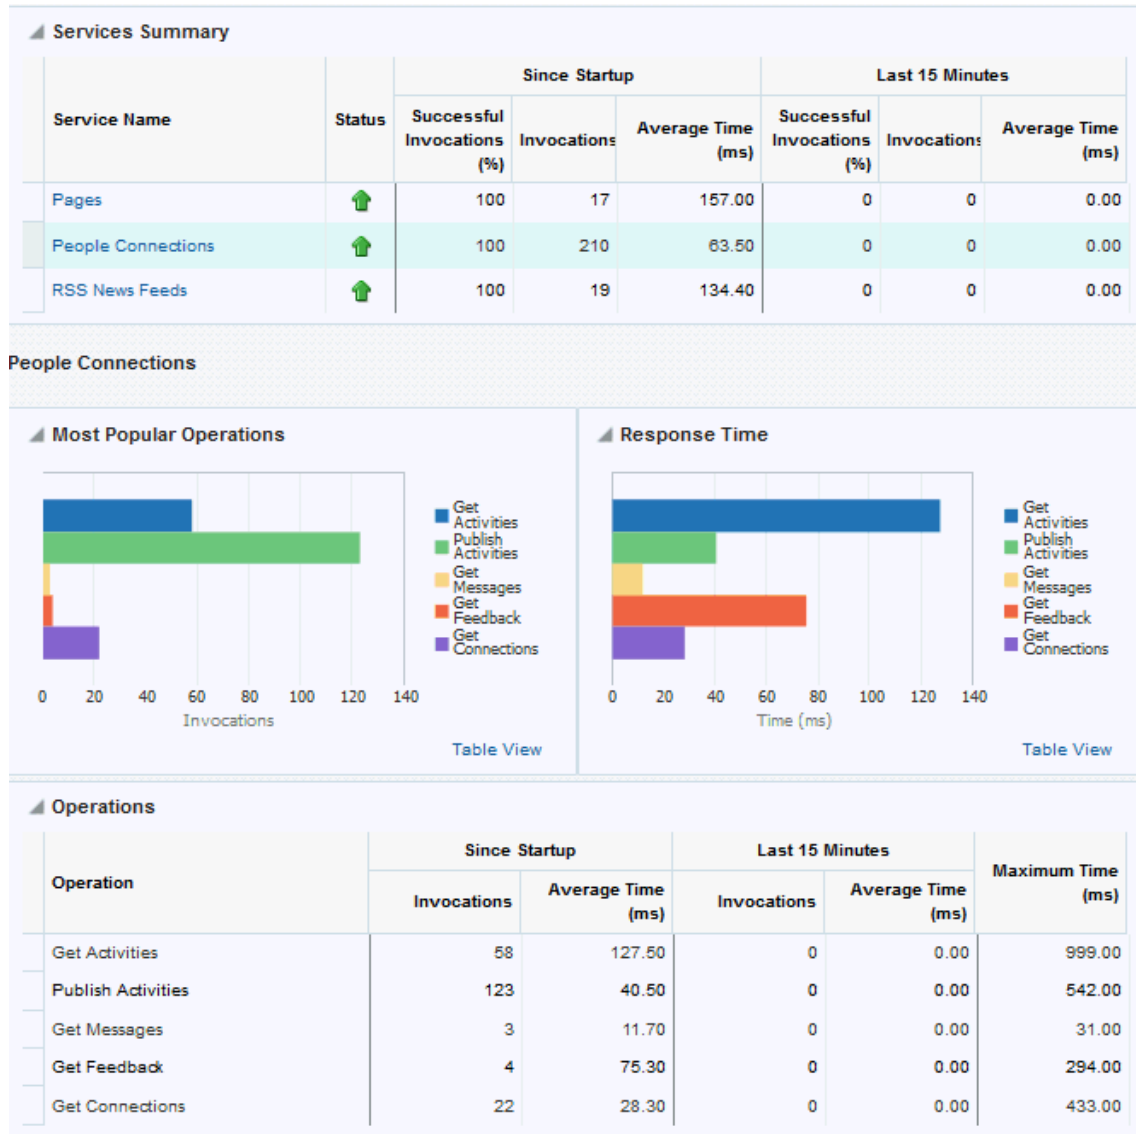 Services Summary
Since Startup Last 15 Minutes
Service Name Status Successful Invocations (%) Invocations Average Time (ms) Successful Invocations (%) Invocations Average Time (ms)
Pages 100 17 157.00 0 0 0.00
People Connections 100 210 63.50 0 0 0.00
RSS News Feeds 100 19 134.40 0 0 0.00
People Connections
Most Popular Operations
Get
Activities
Publish
Activities
Get
Messages
Get
Feedback
Get
Connections
0 20 40 60 80 100 120 140
Invocations
Table View
Response Time
Get
Activities
Publish
Activities
Get
Messages
Get
Feedback
Get
Connections
0 20 40 60 80 100 120 140
Time (ms)
Table View
Operations
Since Startup Last 15 Minutes
Operation Invocations Average Time (ms) Invocations Average Time (ms) Maximum Time (ms)
Get Activities 58 127.50 0 0.00 999.00
Publish Activities 123 40.50 0 0.00 542.00
Get Messages 3 11.70 0 0.00 31.00
Get Feedback 4 75.30 0 0.00 294.00
Get Connections 22 28.30 0 0.00 433.00